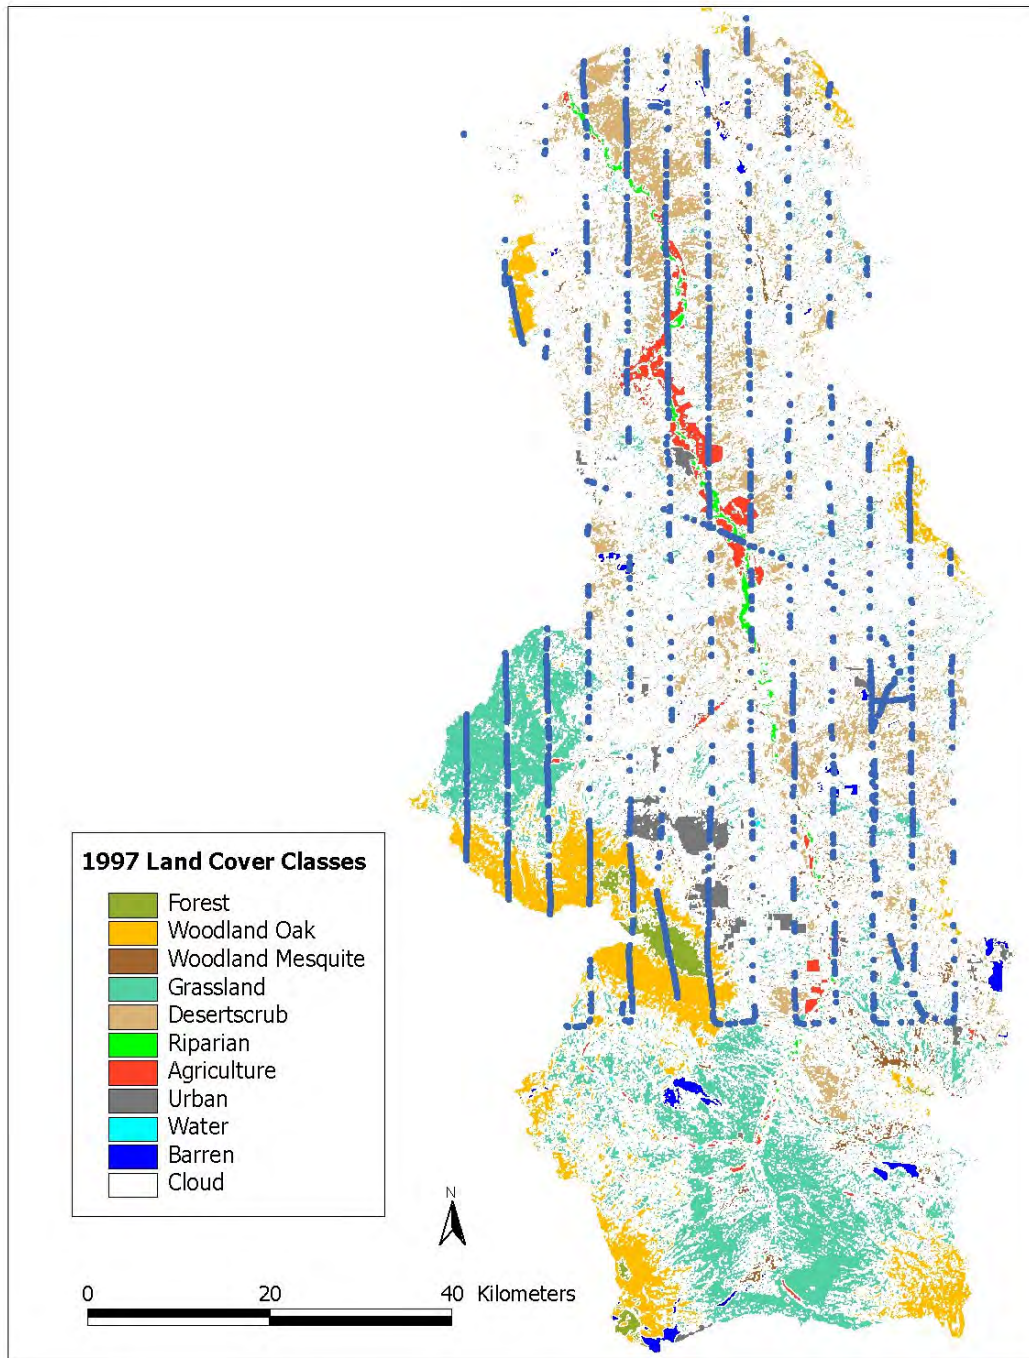 1997 Land Cover Classes
Forest
Woodland Oak
Woodland Mesquite
Grassland
Desertscrub
Riparian
Agriculture
Urban
Water
Barren
Cloud
N
0 20 40 Kilometers